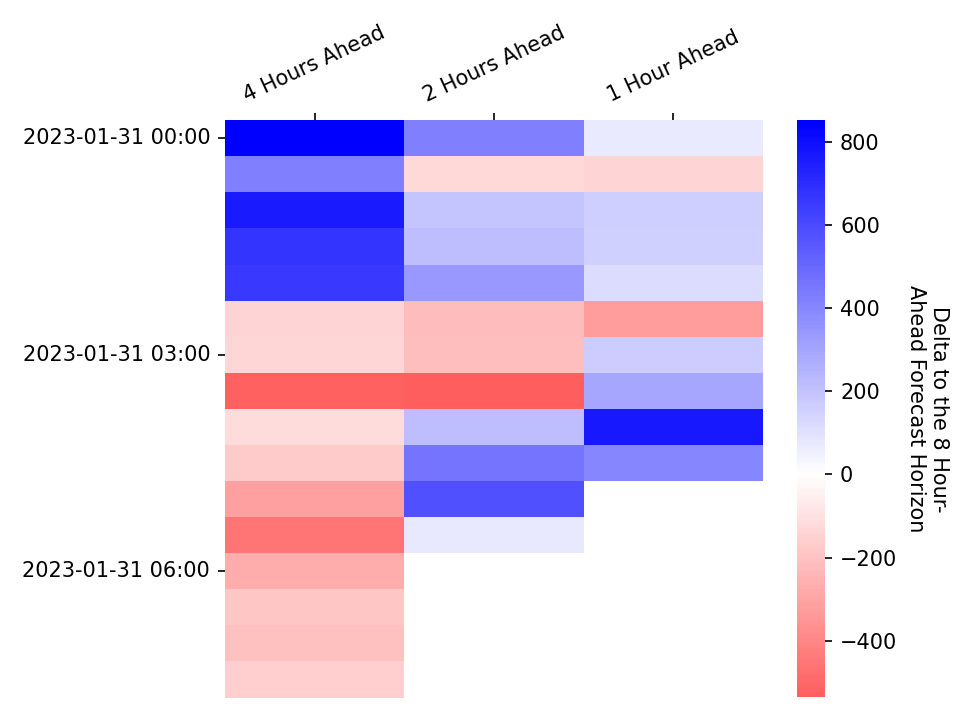 4 Hours Ahead
2 Hours Ahead
1 Hour Ahead
2023-01-31 00:00
2023-01-31 03:00
2023-01-31 06:00
800
600
400
200
0
−200
−400
Delta to the 8 Hour-
Ahead Forecast Horizon